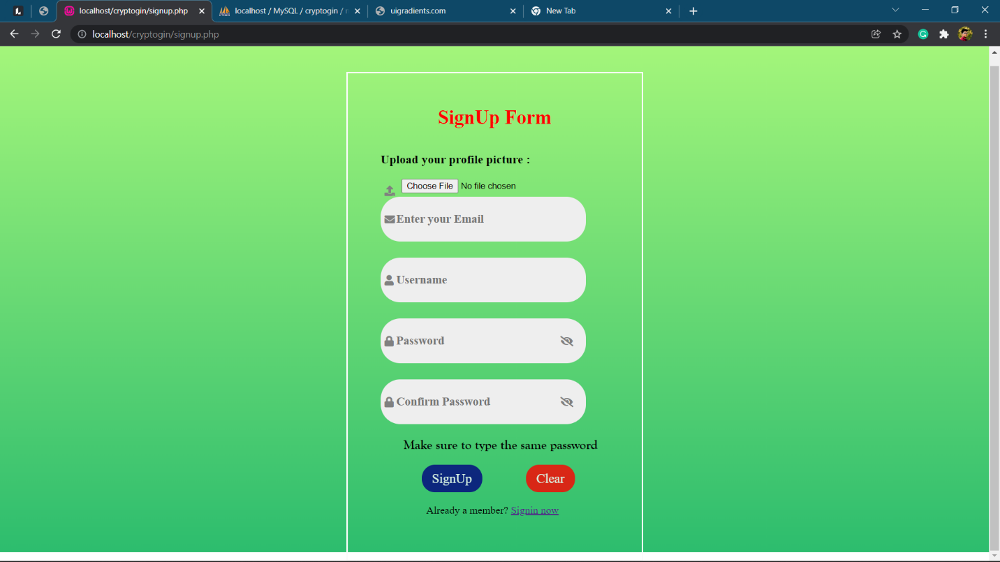 localhost/cryptogin/signup.php
localhost / MySQL / cryptogin /
uigradients.com
New Tab
localhost/cryptogin/signup.php
SignUp Form
Upload your profile picture :
Choose File No file chosen
Enter your Email
Username
Password
Confirm Password
Make sure to type the same password
SignUp
Clear
Already a member? Signin now